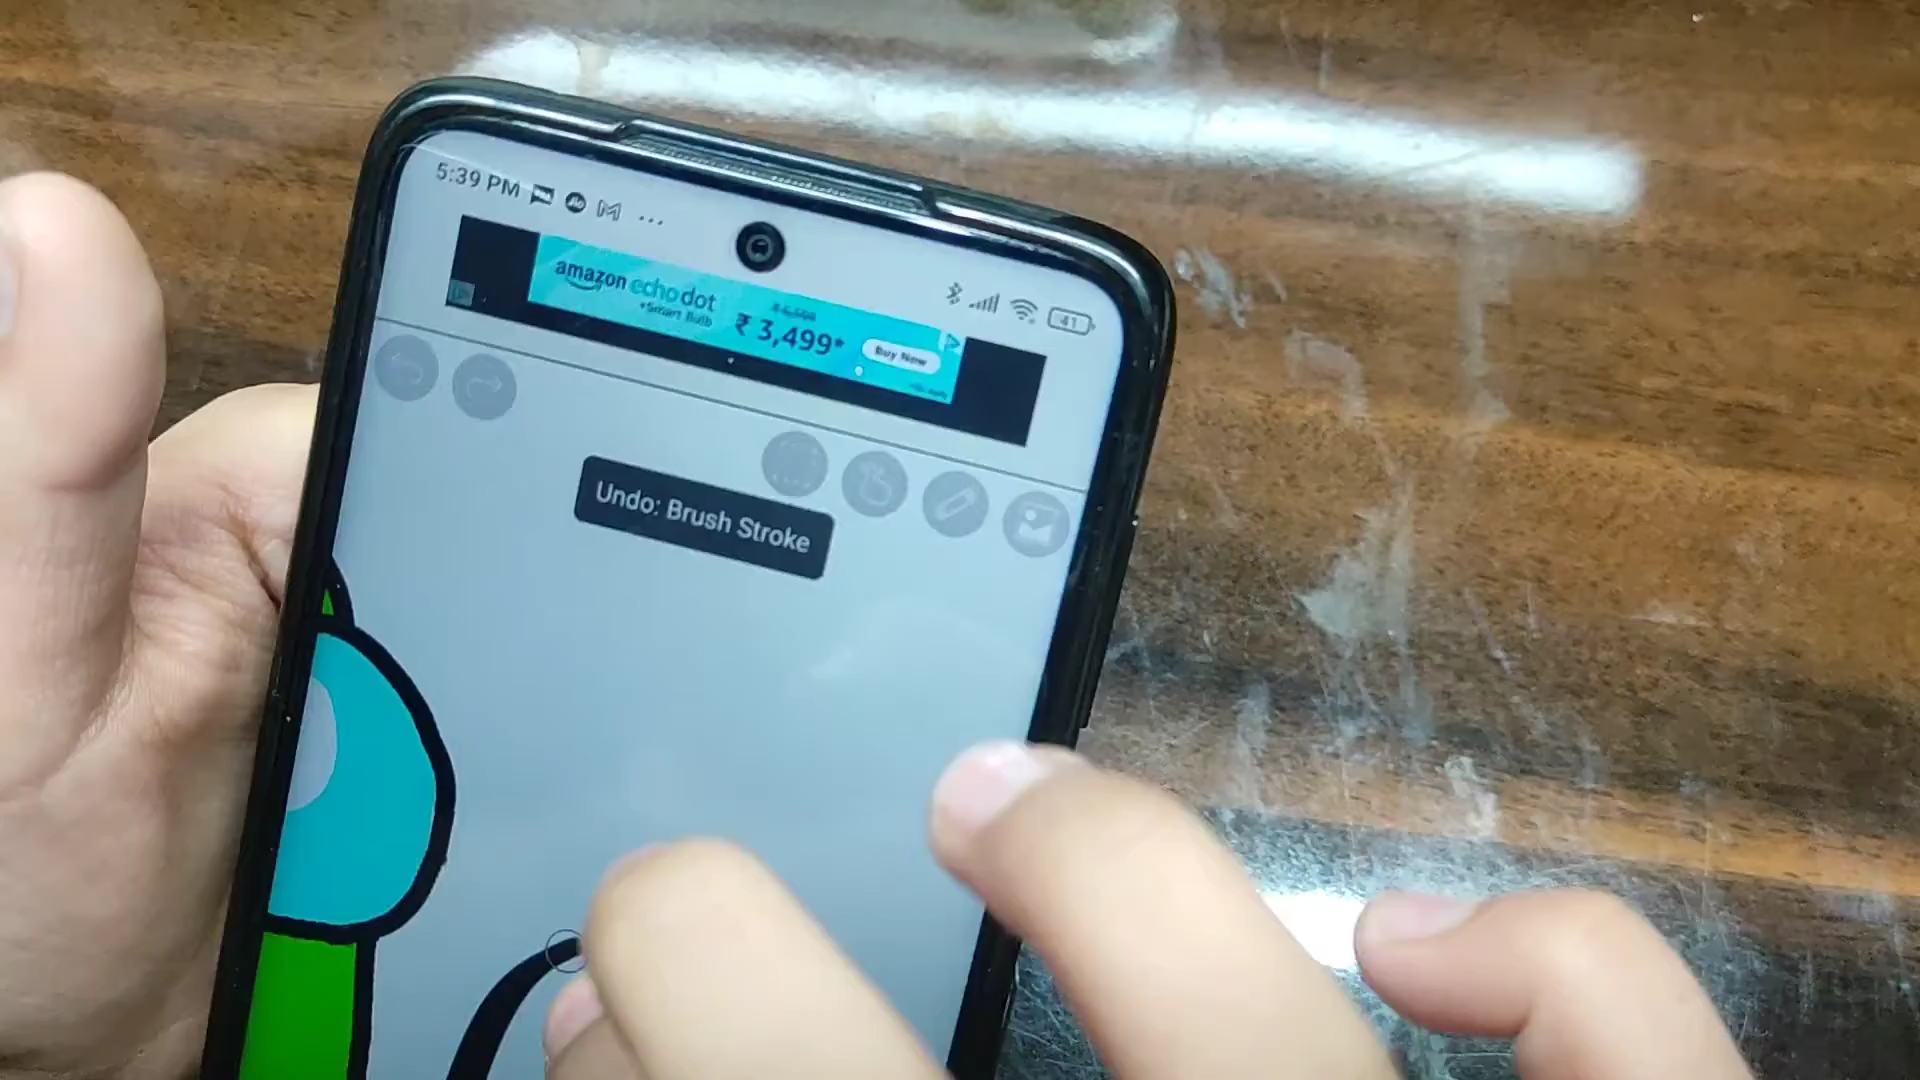 5:39 PM
41
amazon echo dot
+Smart Bulb
₹ 3,499*
Buy Now
Undo: Brush Stroke